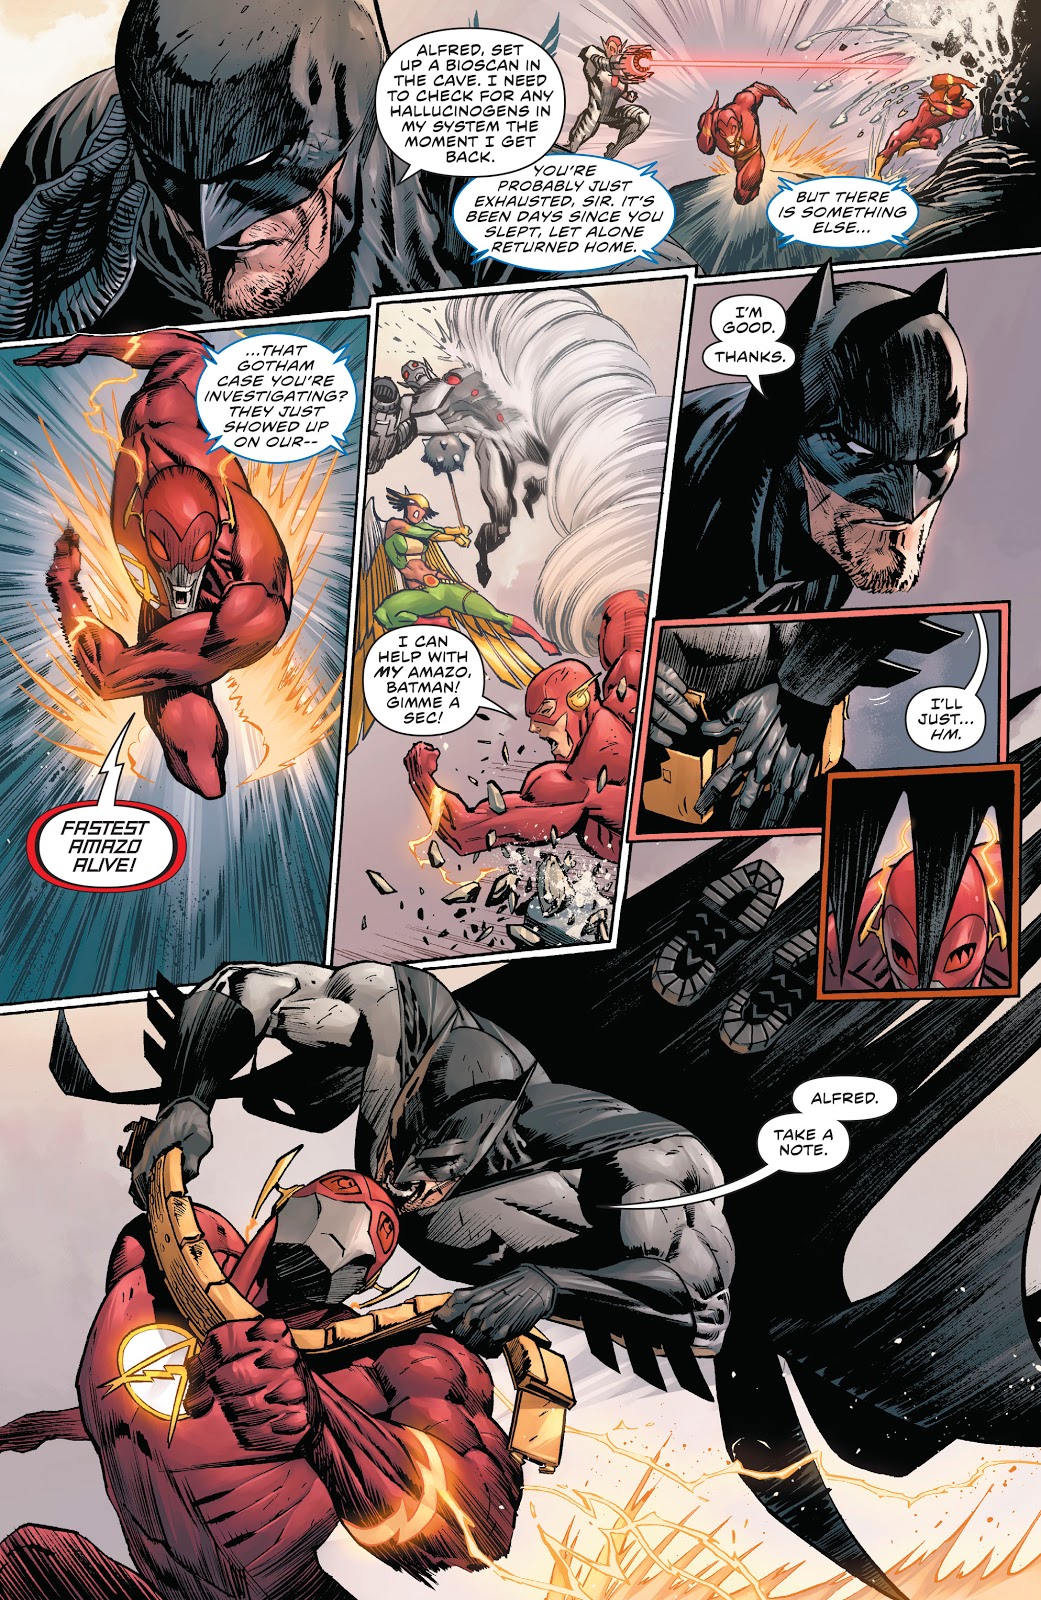 ALFRED, SET
UP A BIOSCAN IN
THE CAVE. I NEED
TO CHECK FOR ANY
HALLUCINOGENS IN
MY SYSTEM THE
MOMENT I GET
BACK.
YOU'RE
PROBABLY JUST
EXHAUSTED, SIR. IT'S
BEEN DAYS SINCE YOU
SLEPT, LET ALONE
RETURNED HOME.
BUT THERE
IS SOMETHING
ELSE...
...THAT
GOTHAM
CASE YOU'RE
INVESTIGATING?
THEY JUST
SHOWED UP
ON OUR--
FASTEST
AMAZO
ALIVE!
I CAN
HELP WITH
MY AMAZO,
BATMAN!
GIMME A
SEC!
I'M
GOOD.
THANKS.
I'LL
JUST...
HM.
ALFRED.
TAKE A
NOTE.